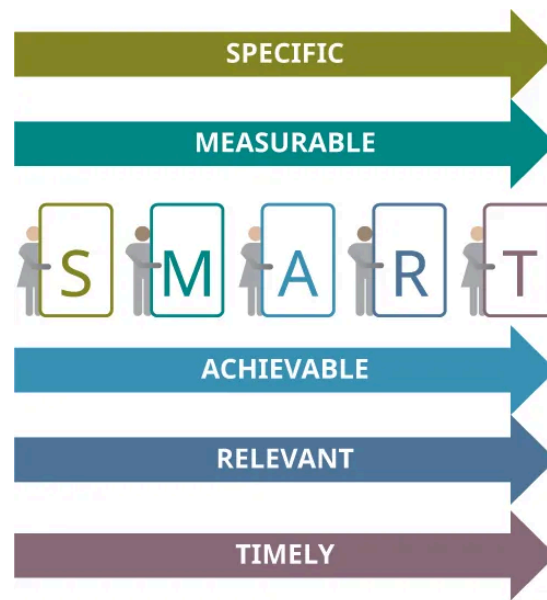 SPECIFIC
MEASURABLE
S M A R T
ACHIEVABLE
RELEVANT
TIMELY